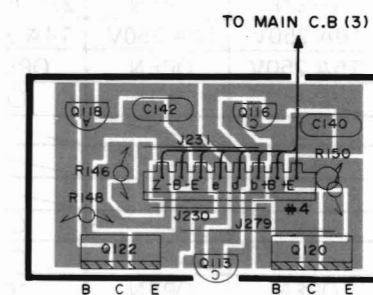 TO MAIN C.B (3)
Q118 C142 Q116 C140
J231
R146 R150
Z -B -E e d b +B +E
R148 J230 J279 #4
Q122 Q113 Q120
C
B C E B C E